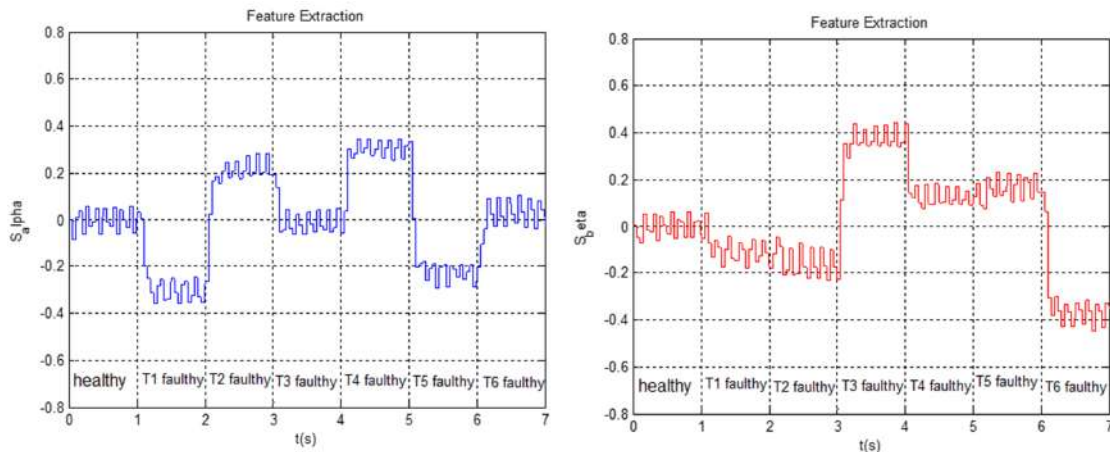 Feature Extraction
0.8
0.6
0.4
0.2
0
-0.2
-0.4
-0.6
-0.8
S_alpha
healthy
T1 faulthy
T2 faulthy
T3 faulthy
T4 faulthy
T5 faulthy
T6 faulthy
0 1 2 3 4 5 6 7
t(s)
Feature Extraction
0.8
0.6
0.4
0.2
0
-0.2
-0.4
-0.6
-0.8
S_beta
healthy
T1 faulthy
T2 faulthy
T3 faulthy
T4 faulthy
T5 faulthy
T6 faulthy
0 1 2 3 4 5 6 7
t(s)